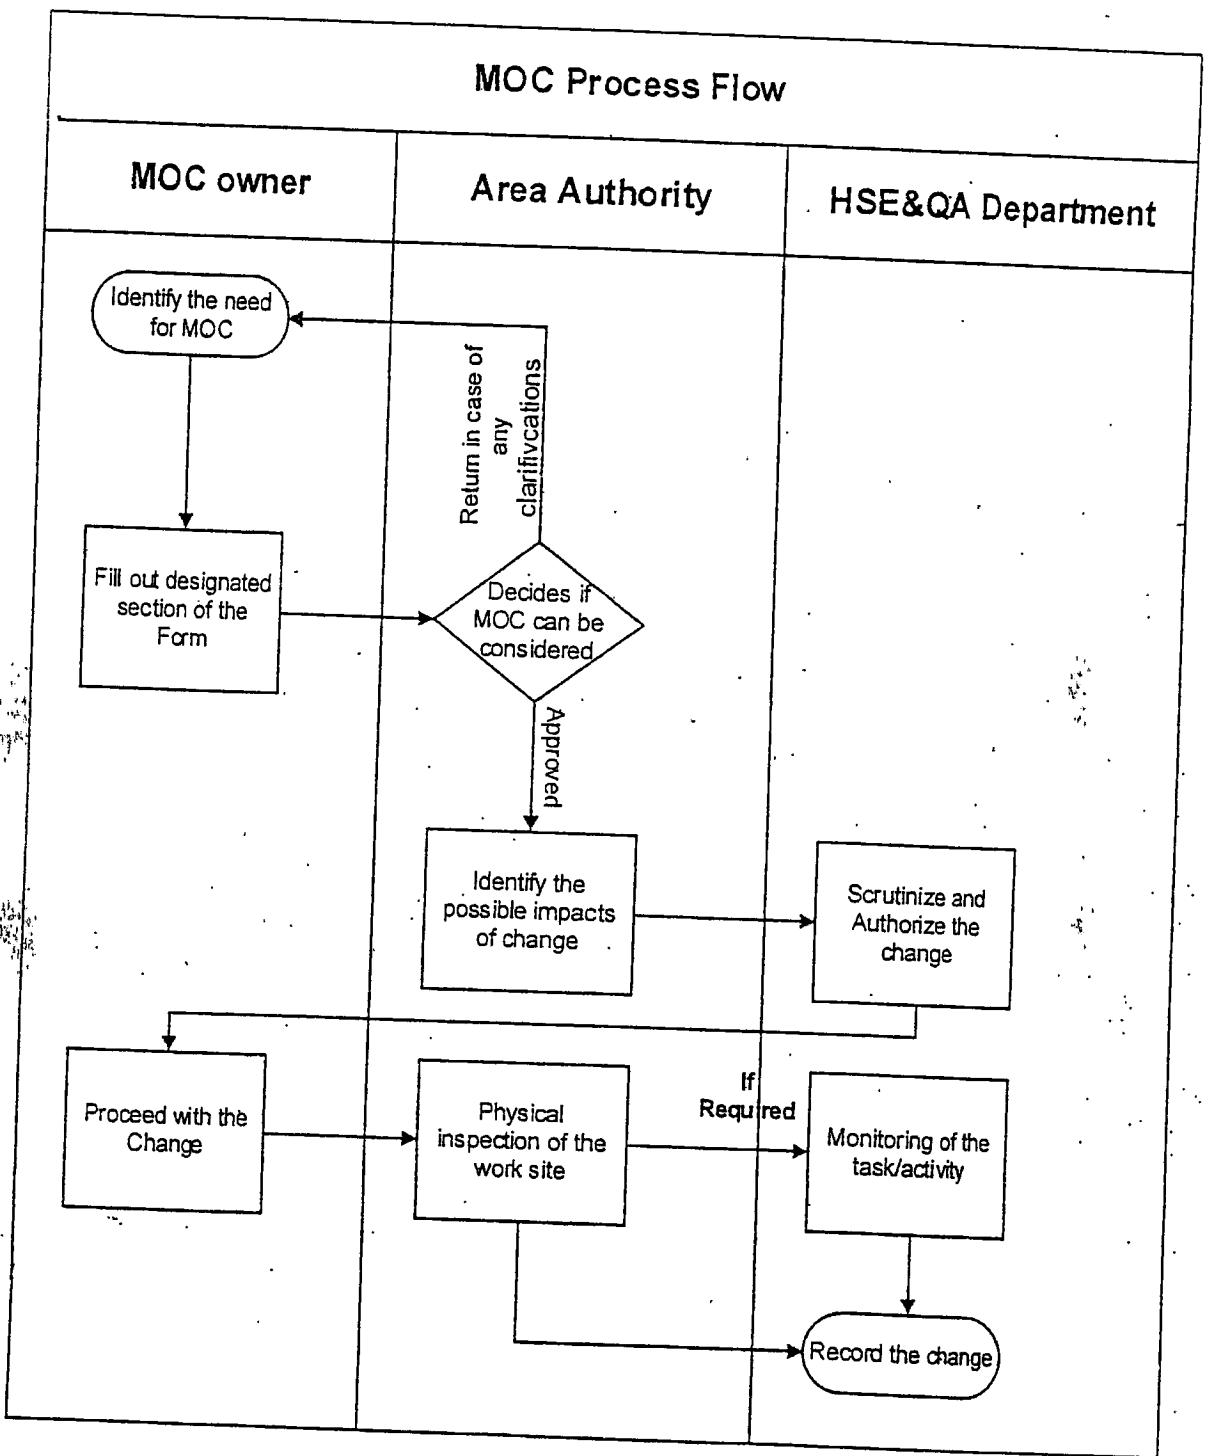 MOC Process Flow
MOC owner
Area Authority
HSE&QA Department
Identify the need
for MOC
Return in case of
any
clarifivcations
Fill out designated
section of the
Form
Decides if
MOC can be
considered
Approved
Identify the
possible impacts
of change
Scrutinize and
Authorize the
change
Proceed with the
Change
Physical
inspection of the
work site
If
Required
Monitoring of the
task/activity
Record the change